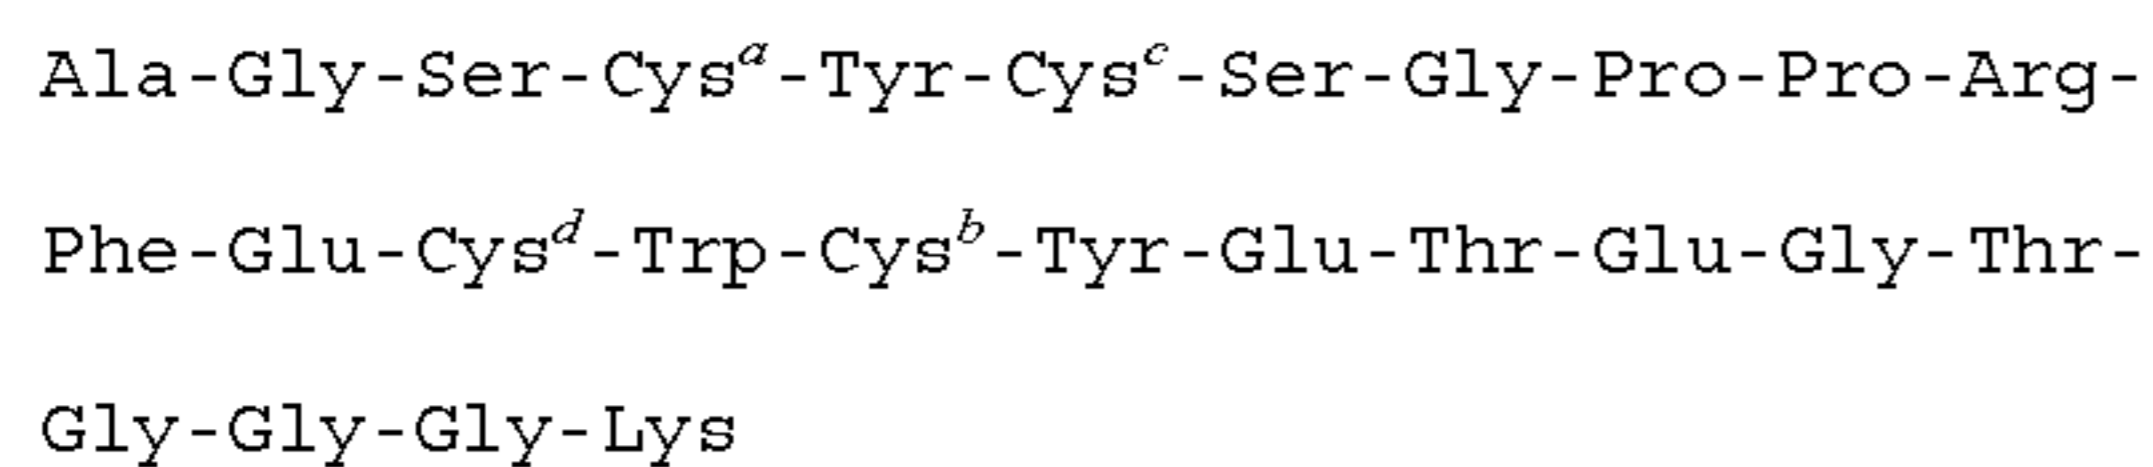 Ala-Gly-Ser-Cysᵃ-Tyr-Cysᶜ-Ser-Gly-Pro-Pro-Arg-
Phe-Glu-Cysᵈ-Trp-Cysᵇ-Tyr-Glu-Thr-Glu-Gly-Thr-
Gly-Gly-Gly-Lys